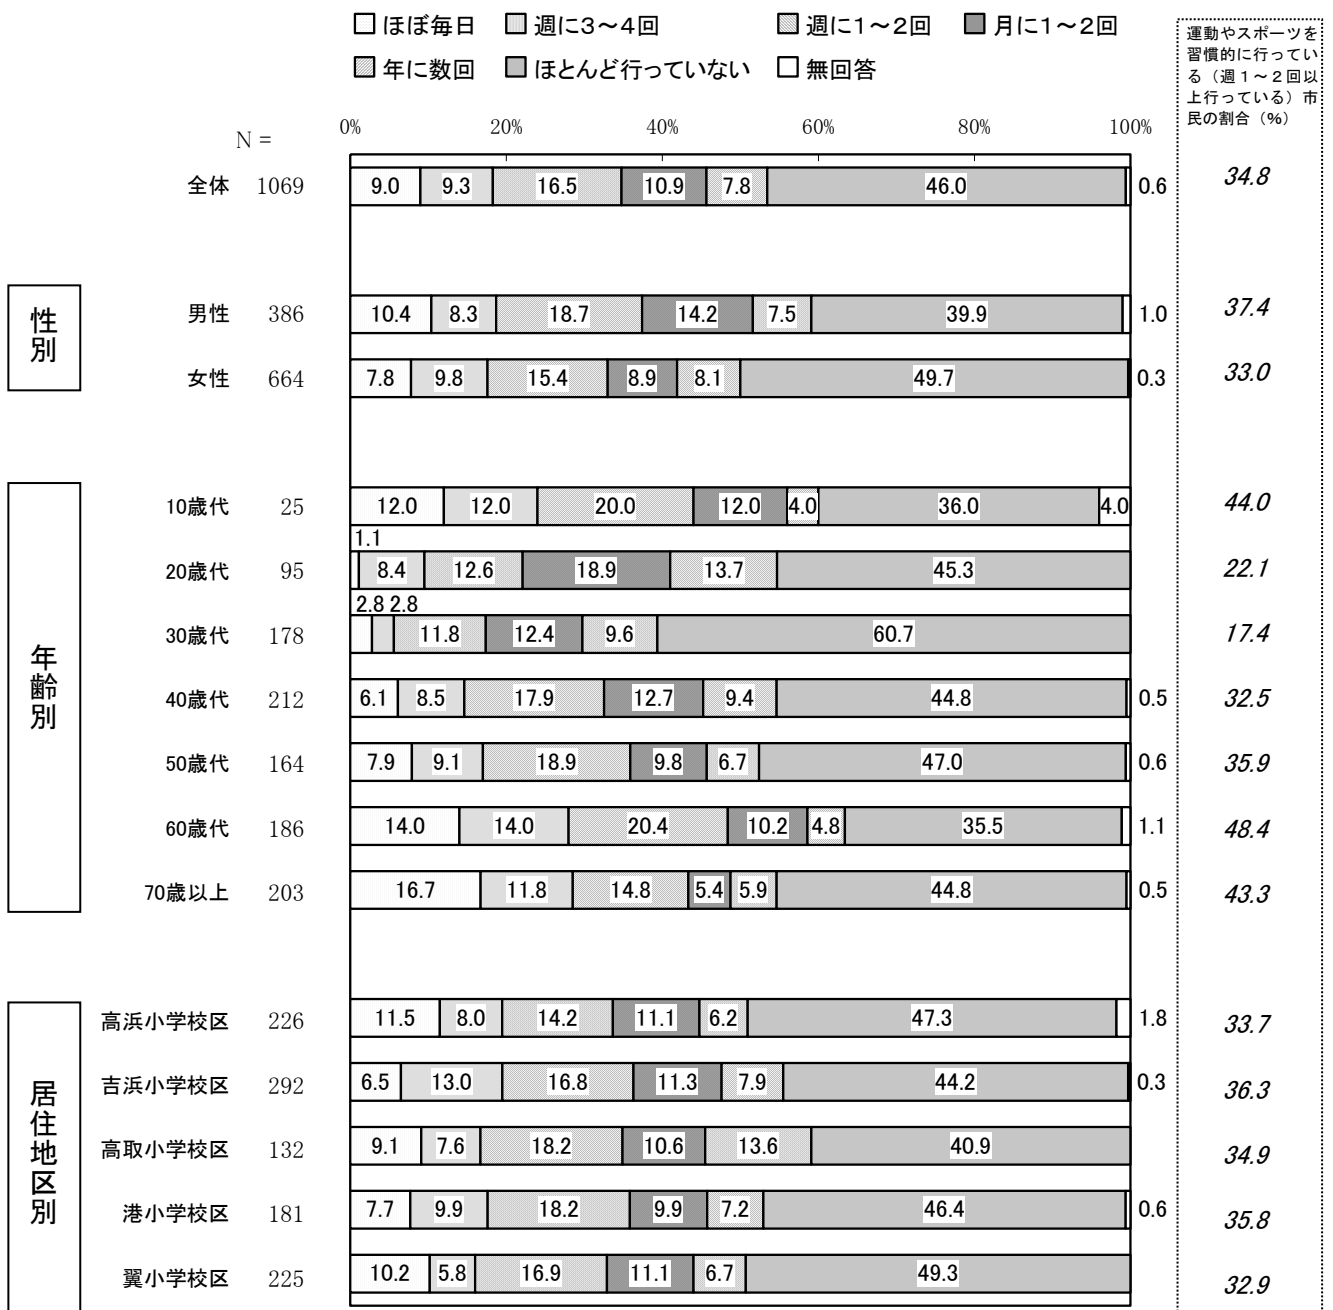 ほぼ毎日 週に3～4回 週に1～2回 月に1～2回
年に数回 ほとんど行っていない 無回答
運動やスポーツを
習慣的に行ってい
る（週１～２回以
上行っている）市
民の割合（%）
N = 0% 20% 40% 60% 80% 100%
全体 1069 9.0 9.3 16.5 10.9 7.8 46.0 0.6 34.8
性別
男性 386 10.4 8.3 18.7 14.2 7.5 39.9 1.0 37.4
女性 664 7.8 9.8 15.4 8.9 8.1 49.7 0.3 33.0
年齢別
10歳代 25 12.0 12.0 20.0 12.0 4.0 36.0 4.0 44.0
1.1
20歳代 95 8.4 12.6 18.9 13.7 45.3 22.1
2.8 2.8
30歳代 178 11.8 12.4 9.6 60.7 17.4
40歳代 212 6.1 8.5 17.9 12.7 9.4 44.8 0.5 32.5
50歳代 164 7.9 9.1 18.9 9.8 6.7 47.0 0.6 35.9
60歳代 186 14.0 14.0 20.4 10.2 4.8 35.5 1.1 48.4
70歳以上 203 16.7 11.8 14.8 5.4 5.9 44.8 0.5 43.3
居住地区別
高浜小学校区 226 11.5 8.0 14.2 11.1 6.2 47.3 1.8 33.7
吉浜小学校区 292 6.5 13.0 16.8 11.3 7.9 44.2 0.3 36.3
高取小学校区 132 9.1 7.6 18.2 10.6 13.6 40.9 34.9
港小学校区 181 7.7 9.9 18.2 9.9 7.2 46.4 0.6 35.8
翼小学校区 225 10.2 5.8 16.9 11.1 6.7 49.3 32.9